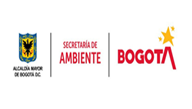 ALCALDÍA MAYOR
DE BOGOTÁ D.C.
SECRETARÍA DE
AMBIENTE
BOGOTÁ